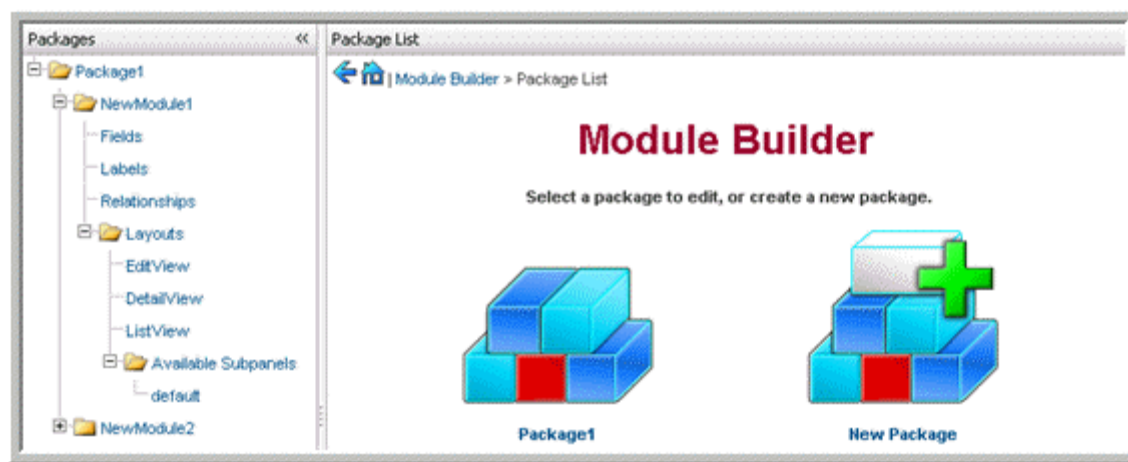 Packages «
Package1
NewModule1
Fields
Labels
Relationships
Layouts
EditView
DetailView
ListView
Available Subpanels
default
NewModule2
Package List
| Module Builder > Package List
Module Builder
Select a package to edit, or create a new package.
Package1
New Package